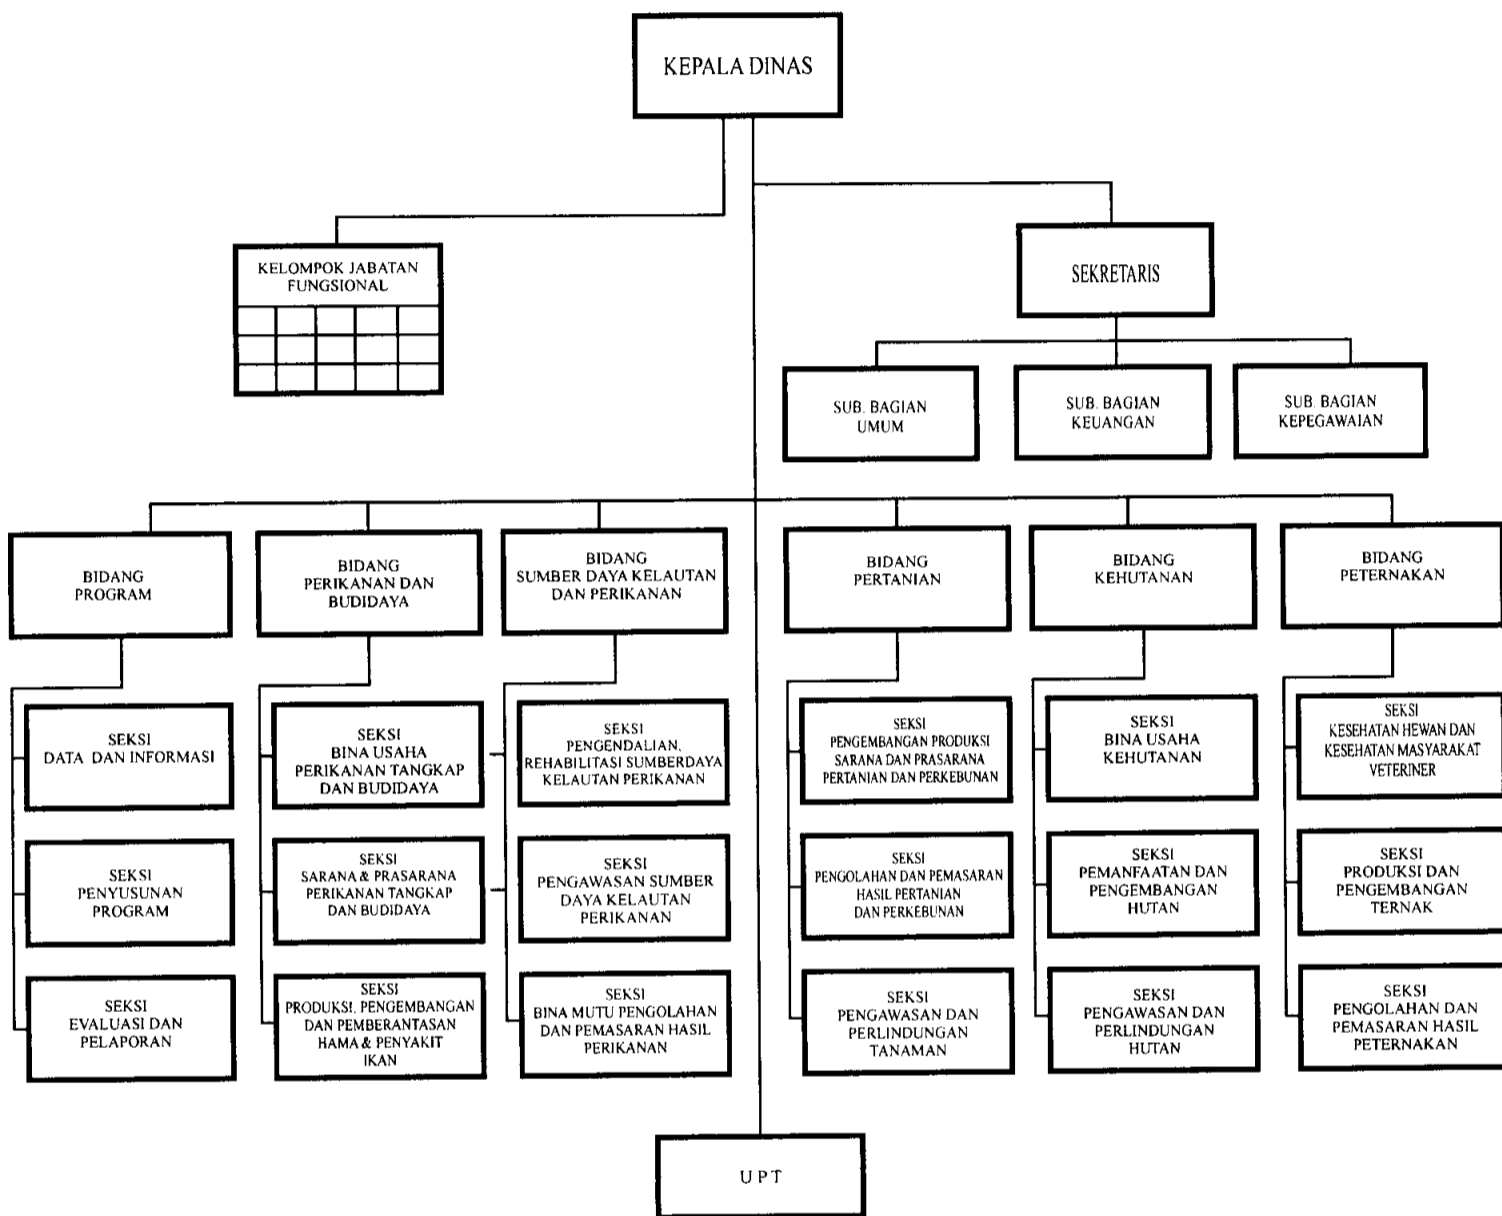 KEPALA DINAS
KELOMPOK JABATAN
FUNGSIONAL
SEKRETARIS
SUB. BAGIAN
UMUM
SUB. BAGIAN
KEUANGAN
SUB. BAGIAN
KEPEGAWAIAN
BIDANG
PROGRAM
BIDANG
PERIKANAN DAN
BUDIDAYA
BIDANG
SUMBER DAYA KELAUTAN
DAN PERIKANAN
BIDANG
PERTANIAN
BIDANG
KEHUTANAN
BIDANG
PETERNAKAN
SEKSI
DATA DAN INFORMASI
SEKSI
BINA USAHA
PERIKANAN TANGKAP
DAN BUDIDAYA
SEKSI
PENGENDALIAN,
REHABILITASI SUMBERDAYA
KELAUTAN PERIKANAN
SEKSI
PENGEMBANGAN PRODUKSI
SARANA DAN PRASARANA
PERTANIAN DAN PERKEBUNAN
SEKSI
BINA USAHA
KEHUTANAN
SEKSI
KESEHATAN HEWAN DAN
KESEHATAN MASYARAKAT
VETERINER
SEKSI
PENYUSUNAN
PROGRAM
SEKSI
SARANA & PRASARANA
PERIKANAN TANGKAP
DAN BUDIDAYA
SEKSI
PENGAWASAN SUMBER
DAYA KELAUTAN
PERIKANAN
SEKSI
PENGOLAHAN DAN PEMASARAN
HASIL PERTANIAN
DAN PERKEBUNAN
SEKSI
PEMANFAATAN DAN
PENGEMBANGAN
HUTAN
SEKSI
PRODUKSI DAN
PENGEMBANGAN
TERNAK
SEKSI
EVALUASI DAN
PELAPORAN
SEKSI
PRODUKSI, PENGEMBANGAN
DAN PEMBERANTASAN
HAMA & PENYAKIT
IKAN
SEKSI
BINA MUTU PENGOLAHAN
DAN PEMASARAN HASIL
PERIKANAN
SEKSI
PENGAWASAN DAN
PERLINDUNGAN
TANAMAN
SEKSI
PENGAWASAN DAN
PERLINDUNGAN
HUTAN
SEKSI
PENGOLAHAN DAN
PEMASARAN HASIL
PETERNAKAN
U P T